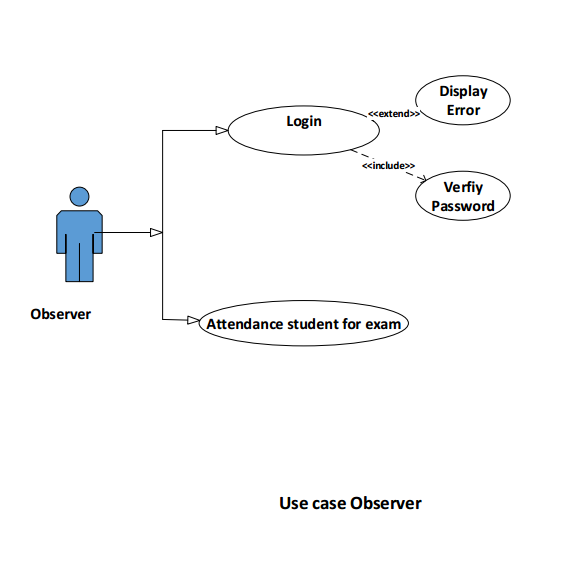 Display
Error
<<extend>>
Login
<<include>>
Verfiy
Password
Observer
Attendance student for exam
Use case Observer